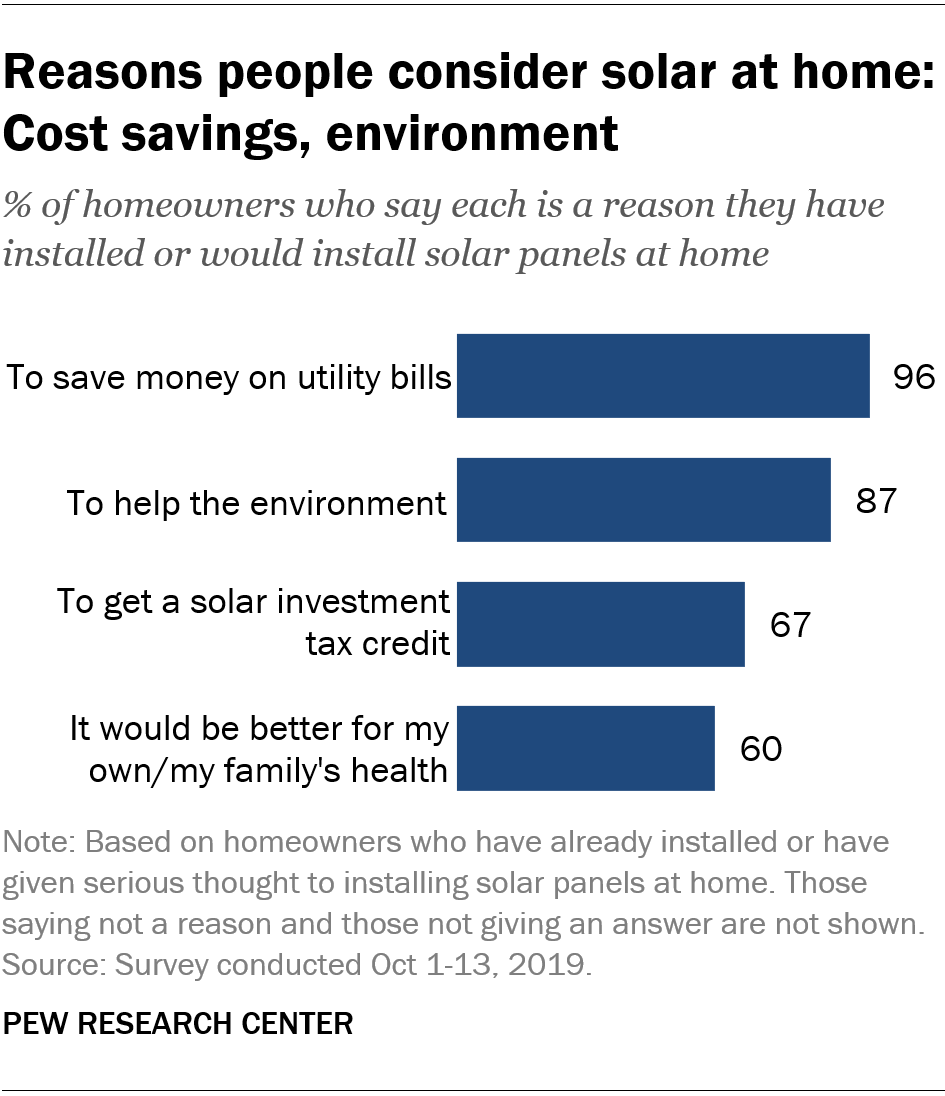 Reasons people consider solar at home:
Cost savings, environment
% of homeowners who say each is a reason they have
installed or would install solar panels at home
To save money on utility bills 96
To help the environment 87
To get a solar investment
tax credit 67
It would be better for my
own/my family's health 60
Note: Based on homeowners who have already installed or have
given serious thought to installing solar panels at home. Those
saying not a reason and those not giving an answer are not shown.
Source: Survey conducted Oct 1-13, 2019.
PEW RESEARCH CENTER